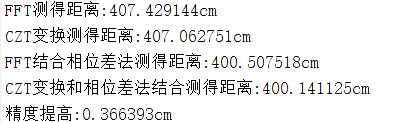 FFT测得距离:407.429144cm
CZT变换测得距离:407.062751cm
FFT结合相位差法测得距离:400.507518cm
CZT变换和相位差法结合测得距离:400.141125cm
精度提高:0.366393cm